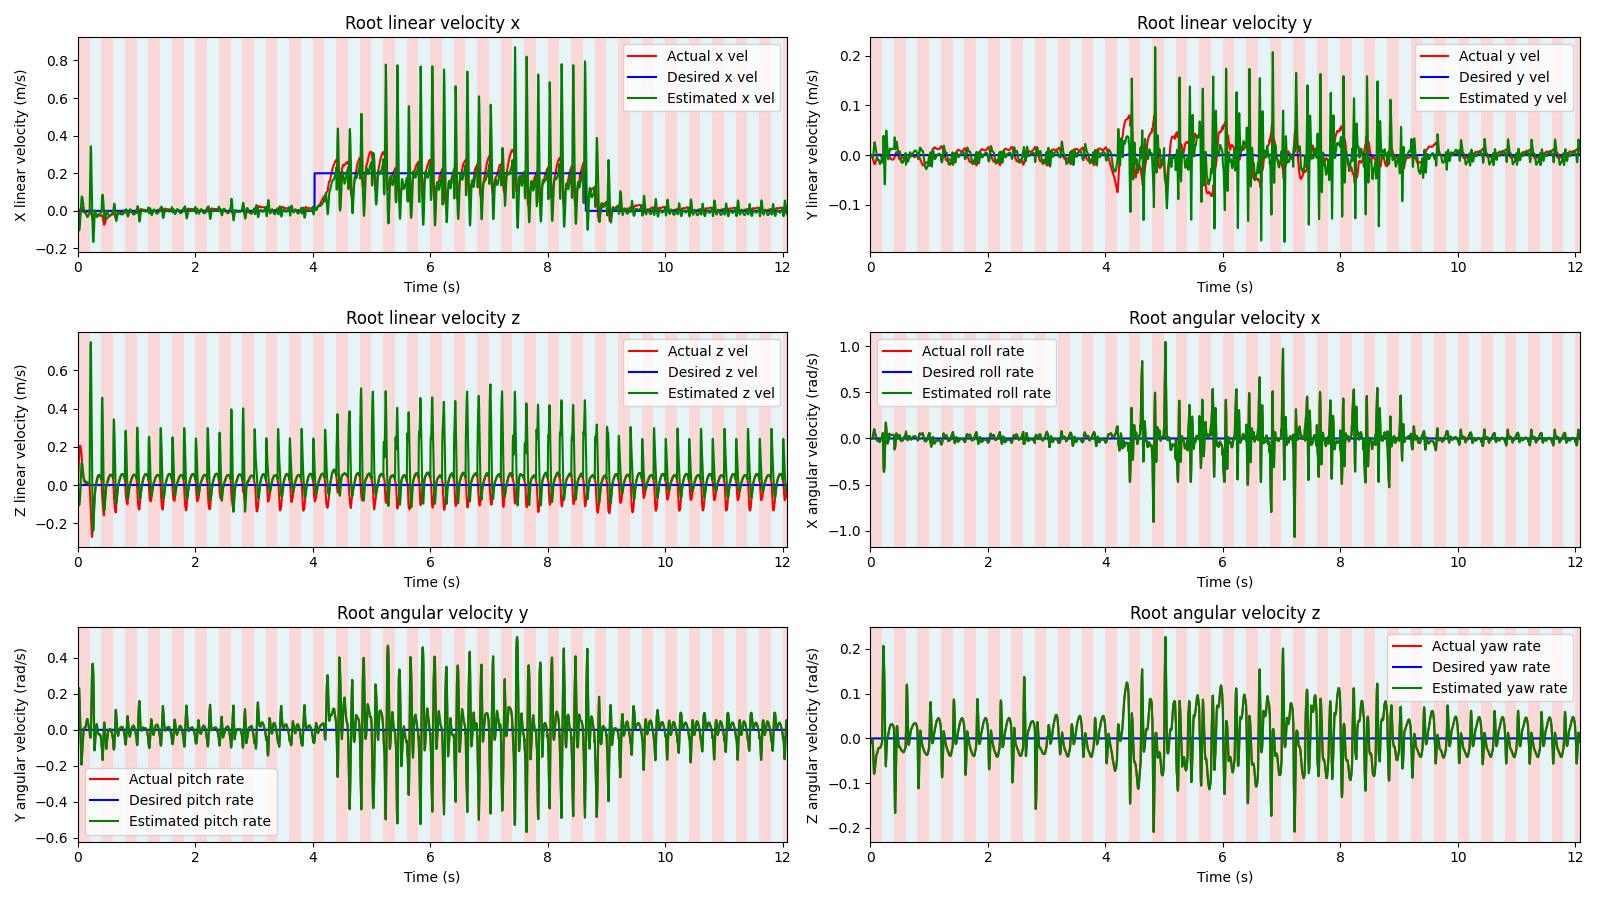 Root linear velocity x
X linear velocity (m/s)
0.8
0.6
0.4
0.2
0.0
−0.2
Actual x vel
Desired x vel
Estimated x vel
0 2 4 6 8 10 12
Time (s)
Root linear velocity y
Y linear velocity (m/s)
0.2
0.1
0.0
−0.1
Actual y vel
Desired y vel
Estimated y vel
0 2 4 6 8 10 12
Time (s)
Root linear velocity z
Z linear velocity (m/s)
0.6
0.4
0.2
0.0
−0.2
Actual z vel
Desired z vel
Estimated z vel
0 2 4 6 8 10 12
Time (s)
Root angular velocity x
X angular velocity (rad/s)
1.0
0.5
0.0
−0.5
−1.0
Actual roll rate
Desired roll rate
Estimated roll rate
0 2 4 6 8 10 12
Time (s)
Root angular velocity y
Y angular velocity (rad/s)
0.4
0.2
0.0
−0.2
−0.4
−0.6
Actual pitch rate
Desired pitch rate
Estimated pitch rate
0 2 4 6 8 10 12
Time (s)
Root angular velocity z
Z angular velocity (rad/s)
0.2
0.1
0.0
−0.1
−0.2
Actual yaw rate
Desired yaw rate
Estimated yaw rate
0 2 4 6 8 10 12
Time (s)